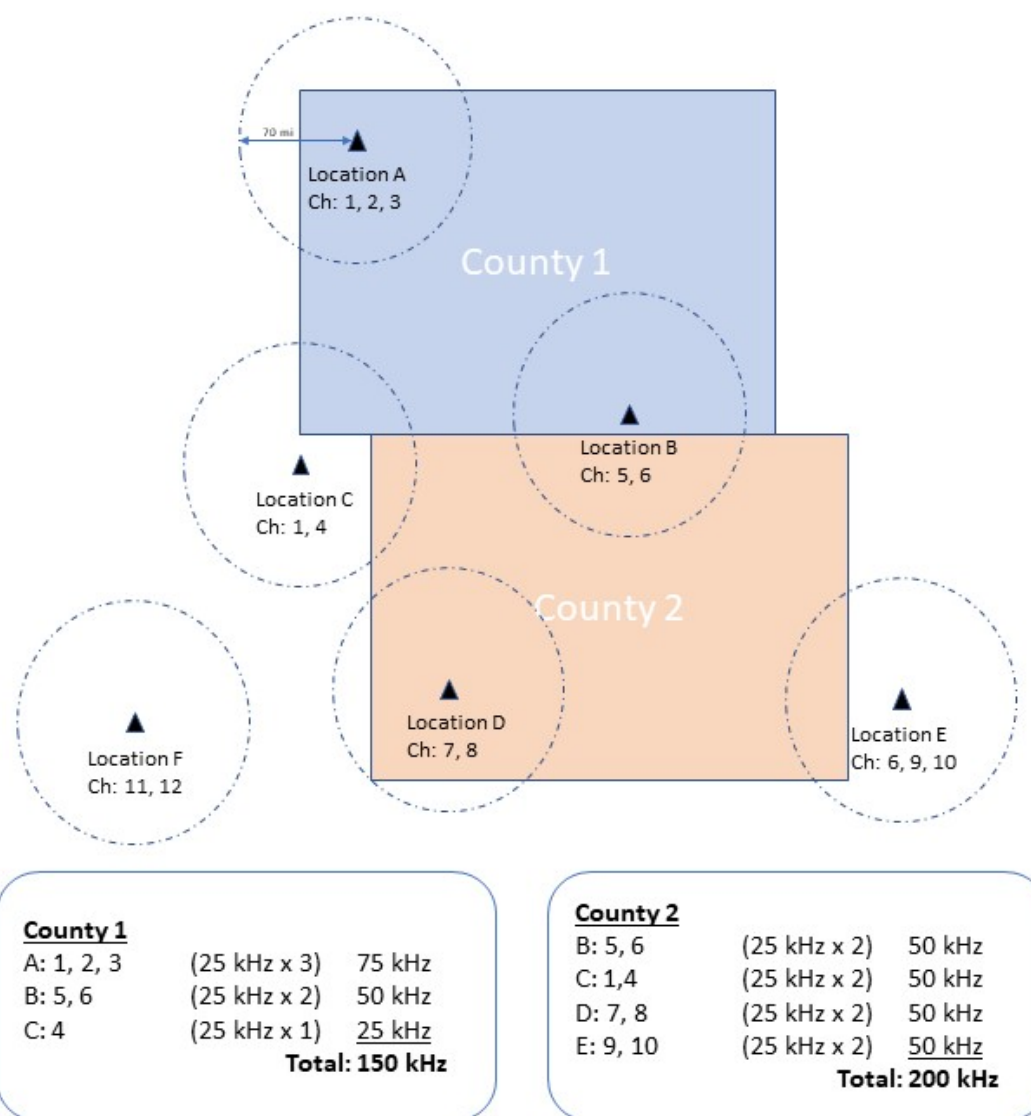 70 mi
Location A
Ch: 1, 2, 3
County 1
Location B
Ch: 5, 6
Location C
Ch: 1, 4
County 2
Location D
Ch: 7, 8
Location E
Ch: 6, 9, 10
Location F
Ch: 11, 12
County 1
A: 1, 2, 3 (25 kHz x 3) 75 kHz
B: 5, 6 (25 kHz x 2) 50 kHz
C: 4 (25 kHz x 1) 25 kHz
Total: 150 kHz
County 2
B: 5, 6 (25 kHz x 2) 50 kHz
C: 1,4 (25 kHz x 2) 50 kHz
D: 7, 8 (25 kHz x 2) 50 kHz
E: 9, 10 (25 kHz x 2) 50 kHz
Total: 200 kHz